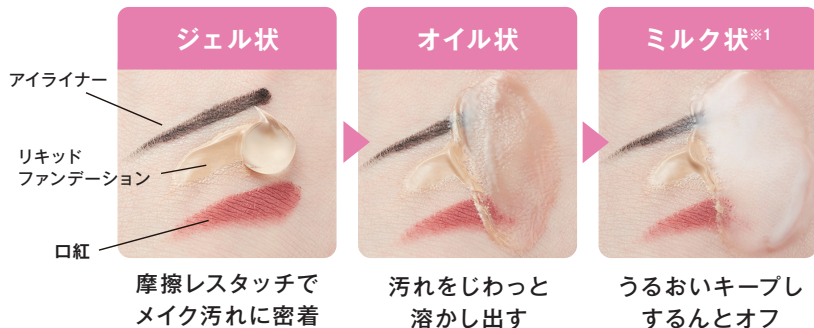 ジェル状
オイル状
ミルク状※1
アイライナー
リキッド
ファンデーション
口紅
摩擦レスタッチで
メイク汚れに密着
汚れをじわっと
溶かし出す
うるおいキープし
するんとオフ